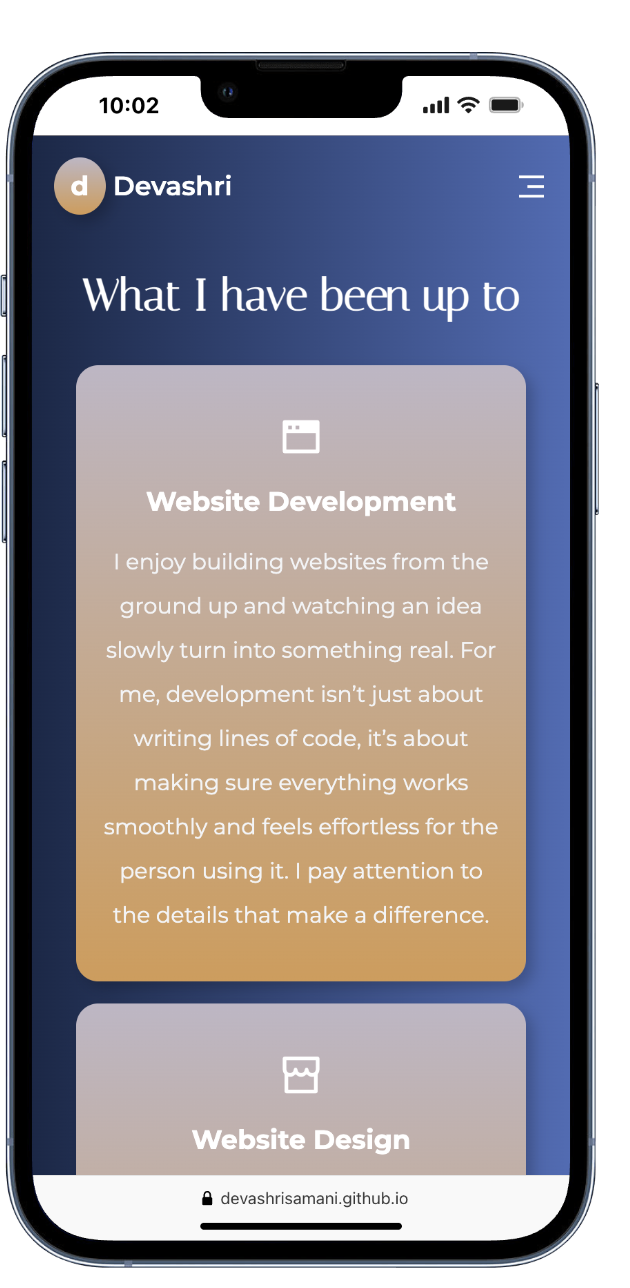 10:02
d Devashri
What I have been up to
Website Development
I enjoy building websites from the
ground up and watching an idea
slowly turn into something real. For
me, development isn’t just about
writing lines of code, it’s about
making sure everything works
smoothly and feels effortless for the
person using it. I pay attention to
the details that make a difference.
Website Design
devashrisamani.github.io